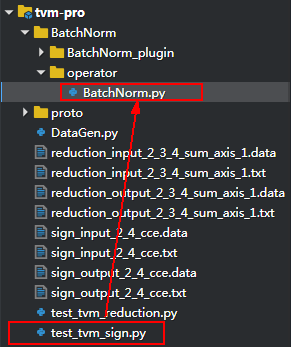 tvm-pro
BatchNorm
BatchNorm_plugin
operator
BatchNorm.py
proto
DataGen.py
reduction_input_2_3_4_sum_axis_1.data
reduction_input_2_3_4_sum_axis_1.txt
reduction_output_2_3_4_sum_axis_1.data
reduction_output_2_3_4_sum_axis_1.txt
sign_input_2_4_cce.data
sign_input_2_4_cce.txt
sign_output_2_4_cce.data
sign_output_2_4_cce.txt
test_tvm_reduction.py
test_tvm_sign.py